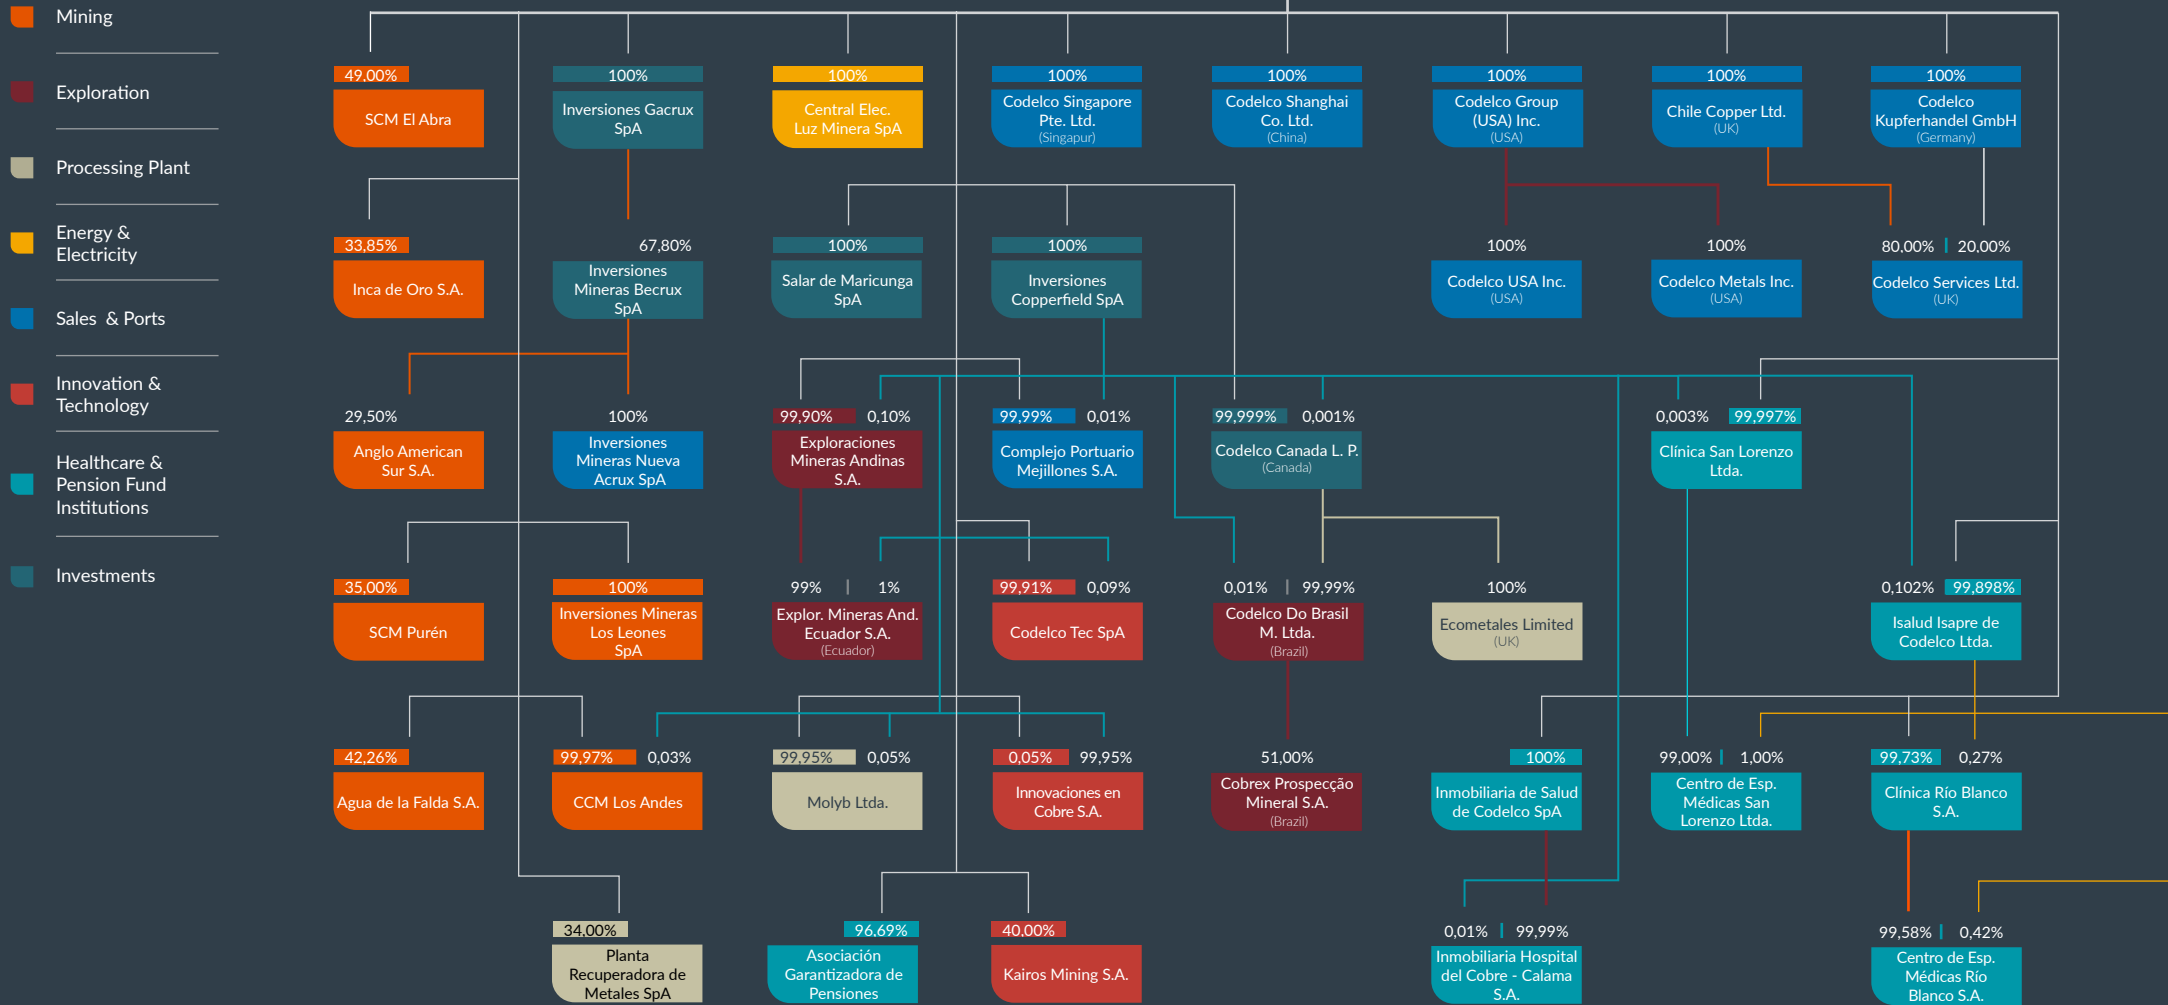 Mining
Exploration
Processing Plant
Energy &
Electricity
Sales & Ports
Innovation &
Technology
Healthcare &
Pension Fund
Institutions
Investments
49,00%
SCM El Abra
100%
Inversiones Gacrux
SpA
100%
Central Elec.
Luz Minera SpA
100%
Codelco Singapore
Pte. Ltd.
(Singapur)
100%
Codelco Shanghai
Co. Ltd.
(China)
100%
Codelco Group
(USA) Inc.
(USA)
100%
Chile Copper Ltd.
(UK)
100%
Codelco
Kupferhandel GmbH
(Germany)
33,85%
Inca de Oro S.A.
67,80%
Inversiones
Mineras Becrux
SpA
100%
Salar de Maricunga
SpA
100%
Inversiones
Copperfield SpA
100%
Codelco USA Inc.
(USA)
100%
Codelco Metals Inc.
(USA)
80,00% | 20,00%
Codelco Services Ltd.
(UK)
29,50%
Anglo American
Sur S.A.
100%
Inversiones
Mineras Nueva
Acrux SpA
99,90% 0,10%
Exploraciones
Mineras Andinas
S.A.
99,99% 0,01%
Complejo Portuario
Mejillones S.A.
99,999% 0,001%
Codelco Canada L. P.
(Canada)
0,003% 99,997%
Clínica San Lorenzo
Ltda.
35,00%
SCM Purén
100%
Inversiones Mineras
Los Leones
SpA
99% | 1%
Explor. Mineras And.
Ecuador S.A.
(Ecuador)
99,91% 0,09%
Codelco Tec SpA
0,01% | 99,99%
Codelco Do Brasil
M. Ltda.
(Brazil)
100%
Ecometales Limited
(UK)
0,102% 99,898%
Isalud Isapre de
Codelco Ltda.
42,26%
Agua de la Falda S.A.
99,97% 0,03%
CCM Los Andes
99,95% 0,05%
Molyb Ltda.
0,05% 99,95%
Innovaciones en
Cobre S.A.
51,00%
Cobrex Prospecção
Mineral S.A.
(Brazil)
100%
Inmobiliaria de Salud
de Codelco SpA
99,00% | 1,00%
Centro de Esp.
Médicas San
Lorenzo Ltda.
99,73% 0,27%
Clínica Río Blanco
S.A.
34,00%
Planta
Recuperadora de
Metales SpA
96,69%
Asociación
Garantizadora de
Pensiones
40,00%
Kairos Mining S.A.
0,01% | 99,99%
Inmobiliaria Hospital
del Cobre - Calama
S.A.
99,58% | 0,42%
Centro de Esp.
Médicas Río
Blanco S.A.